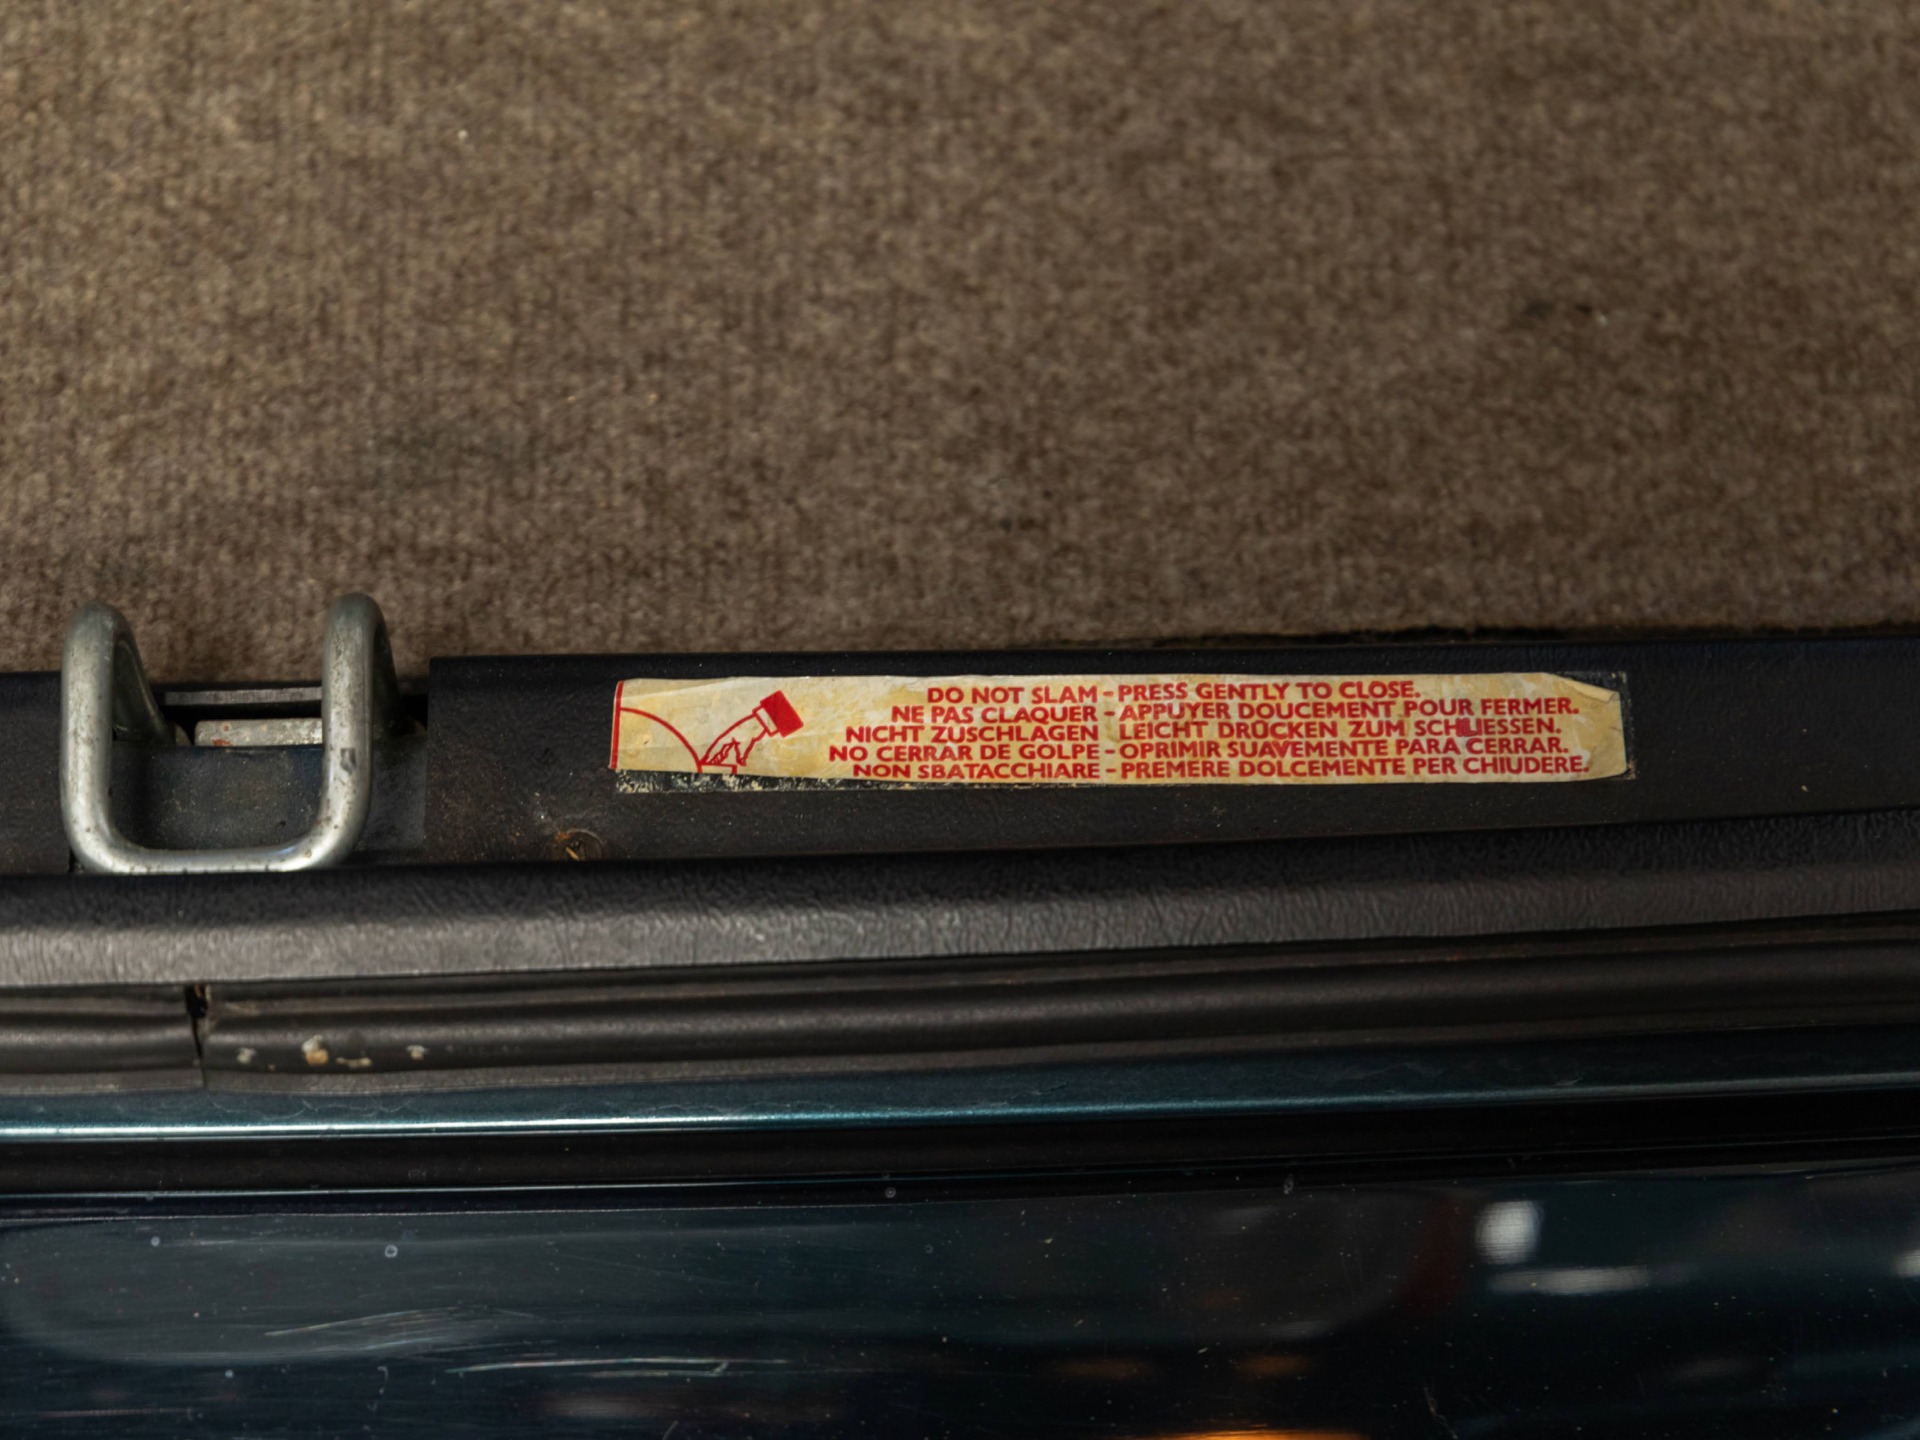 DO NOT SLAM - PRESS GENTLY TO CLOSE.
NE PAS CLAQUER - APPUYER DOUCEMENT POUR FERMER.
NICHT ZUSCHLAGEN LEICHT DRÜCKEN ZUM SCHLIESSEN.
NO CERRAR DE GOLPE - OPRIMIR SUAVEMENTE PARA CERRAR.
NON SBATACCHIARE - PREMERE DOLCEMENTE PER CHIUDERE.